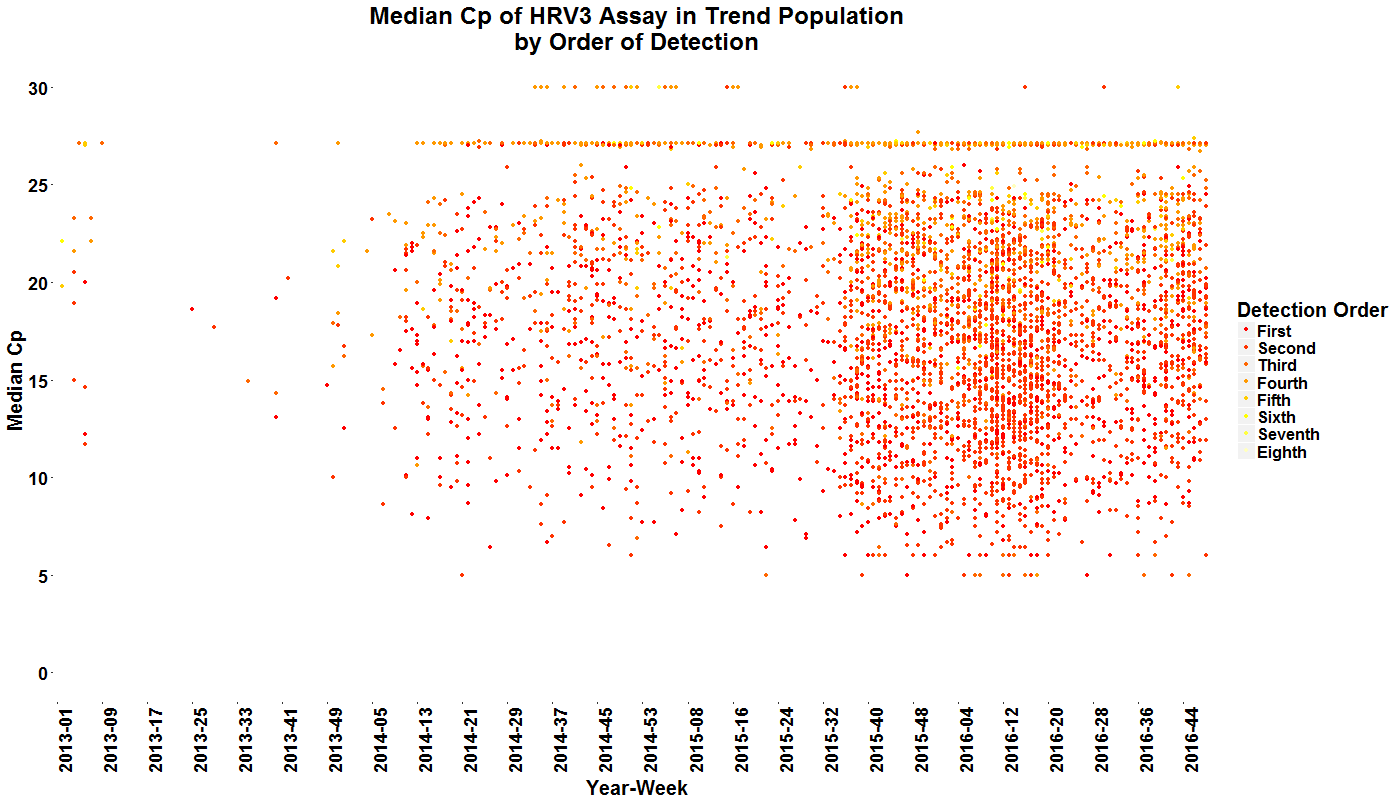 Median Cp of HRV3 Assay in Trend Population
by Order of Detection
Median Cp
30
25
20
15
10
5
0
2013-01
2013-09
2013-17
2013-25
2013-33
2013-41
2013-49
2014-05
2014-13
2014-21
2014-29
2014-37
2014-45
2014-53
2015-08
2015-16
2015-24
2015-32
2015-40
2015-48
2016-04
2016-12
2016-20
2016-28
2016-36
2016-44
Year-Week
Detection Order
First
Second
Third
Fourth
Fifth
Sixth
Seventh
Eighth